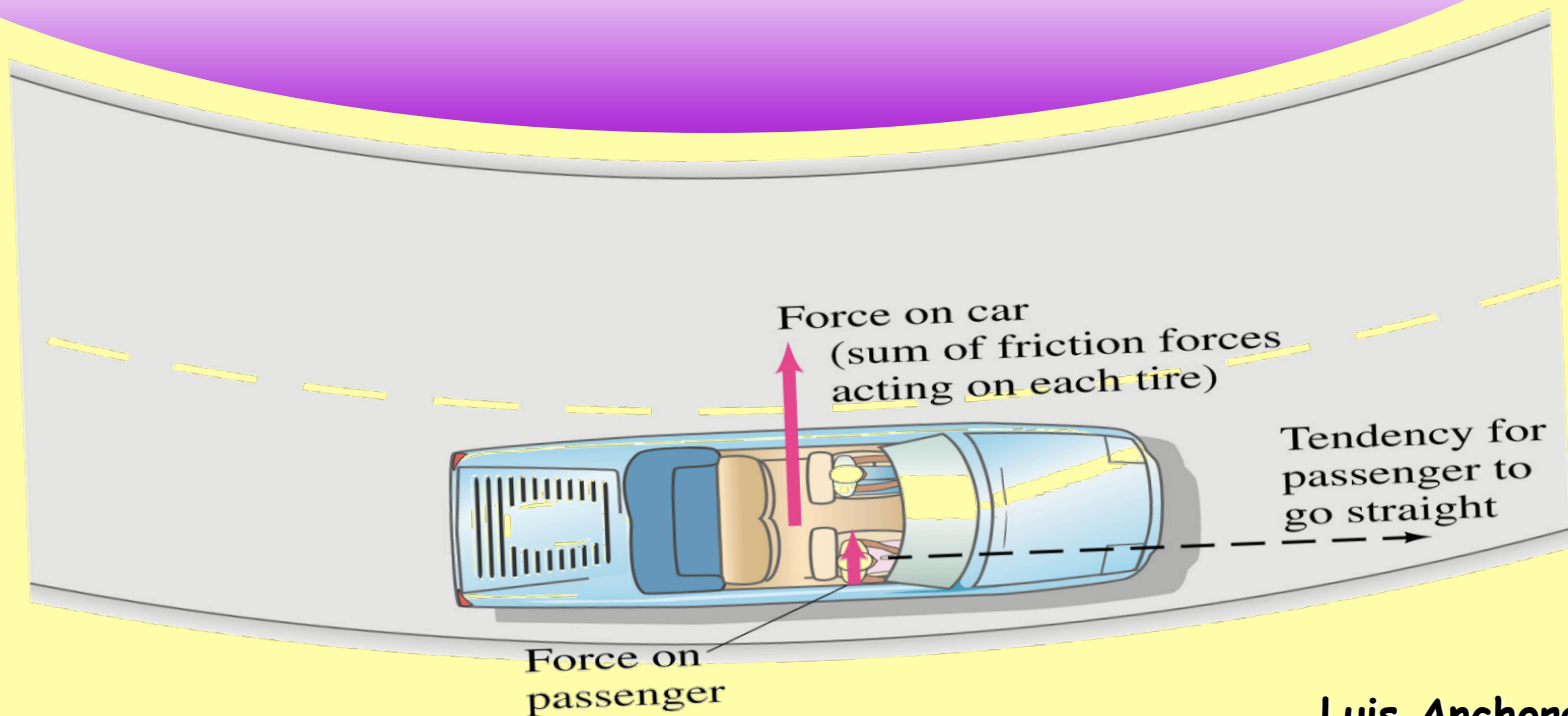 Force on car
(sum of friction forces
acting on each tire)
Tendency for
passenger to
go straight
Force on
passenger
Luis